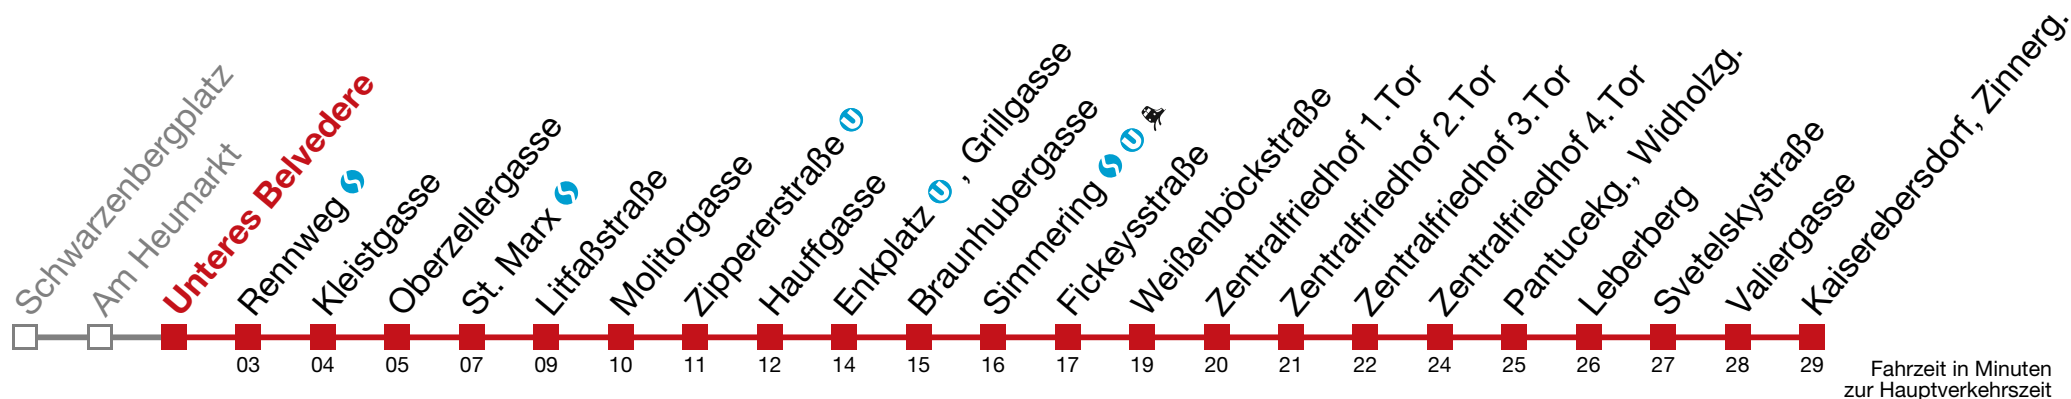 Schwarzenbergplatz
Am Heumarkt
Unteres Belvedere
Rennweg S
Kleistgasse
Oberzellergasse
St. Marx S
Litfaßstraße
Molitorgasse
Zippererstraße U
Hauffgasse
Enkplatz U, Grillgasse
Braunhubergasse
Simmering S U
Fickeysstraße
Weißenböckstraße
Zentralfriedhof 1. Tor
Zentralfriedhof 2. Tor
Zentralfriedhof 3. Tor
Zentralfriedhof 4. Tor
Pantucekg., Widholzg.
Leberberg
Svetelskystraße
Valiergasse
Kaiserebersdorf, Zinnerg.
03 04 05 07 09 10 11 12 14 15 16 17 19 20 21 22 24 25 26 27 28 29
Fahrzeit in Minuten
zur Hauptverkehrszeit